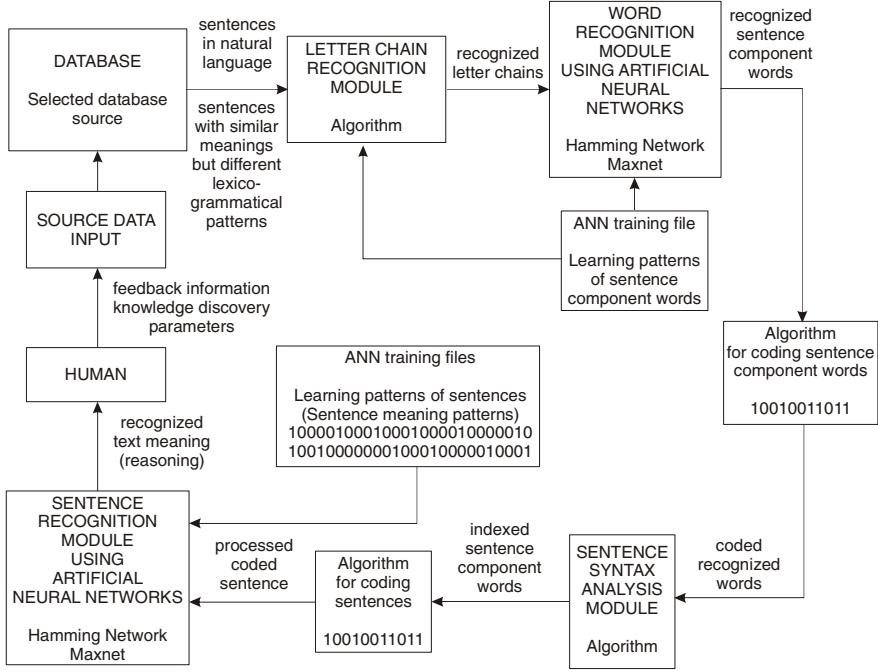 DATABASE
Selected database
source
sentences
in natural
language
sentences
with similar
meanings
but different
lexico-
grammatical
patterns
LETTER CHAIN
RECOGNITION
MODULE
Algorithm
recognized
letter chains
WORD
RECOGNITION
MODULE
USING ARTIFICIAL
NEURAL
NETWORKS
Hamming Network
Maxnet
recognized
sentence
component
words
SOURCE DATA
INPUT
ANN training file
Learning patterns
of sentence
component words
feedback information
knowledge discovery
parameters
HUMAN
ANN training files
Learning patterns of sentences
(Sentence meaning patterns)
1000010001000100001000010
10010000000100010000010001
Algorithm
for coding sentence
component words
10010011011
recognized
text meaning
(reasoning)
SENTENCE
RECOGNITION
MODULE
USING
ARTIFICIAL
NEURAL NETWORKS
Hamming Network
Maxnet
processed
coded
sentence
Algorithm
for coding
sentences
10010011011
indexed
sentence
component
words
SENTENCE
SYNTAX
ANALYSIS
MODULE
Algorithm
coded
recognized
words